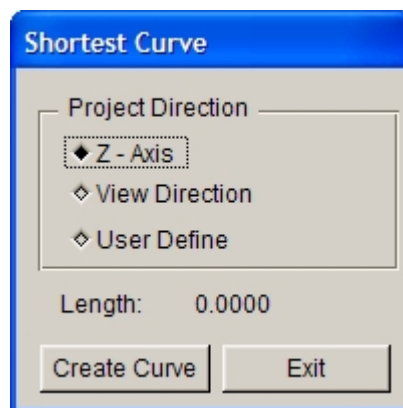 Shortest Curve
Project Direction
Z - Axis
View Direction
User Define
Length: 0.0000
Create Curve Exit